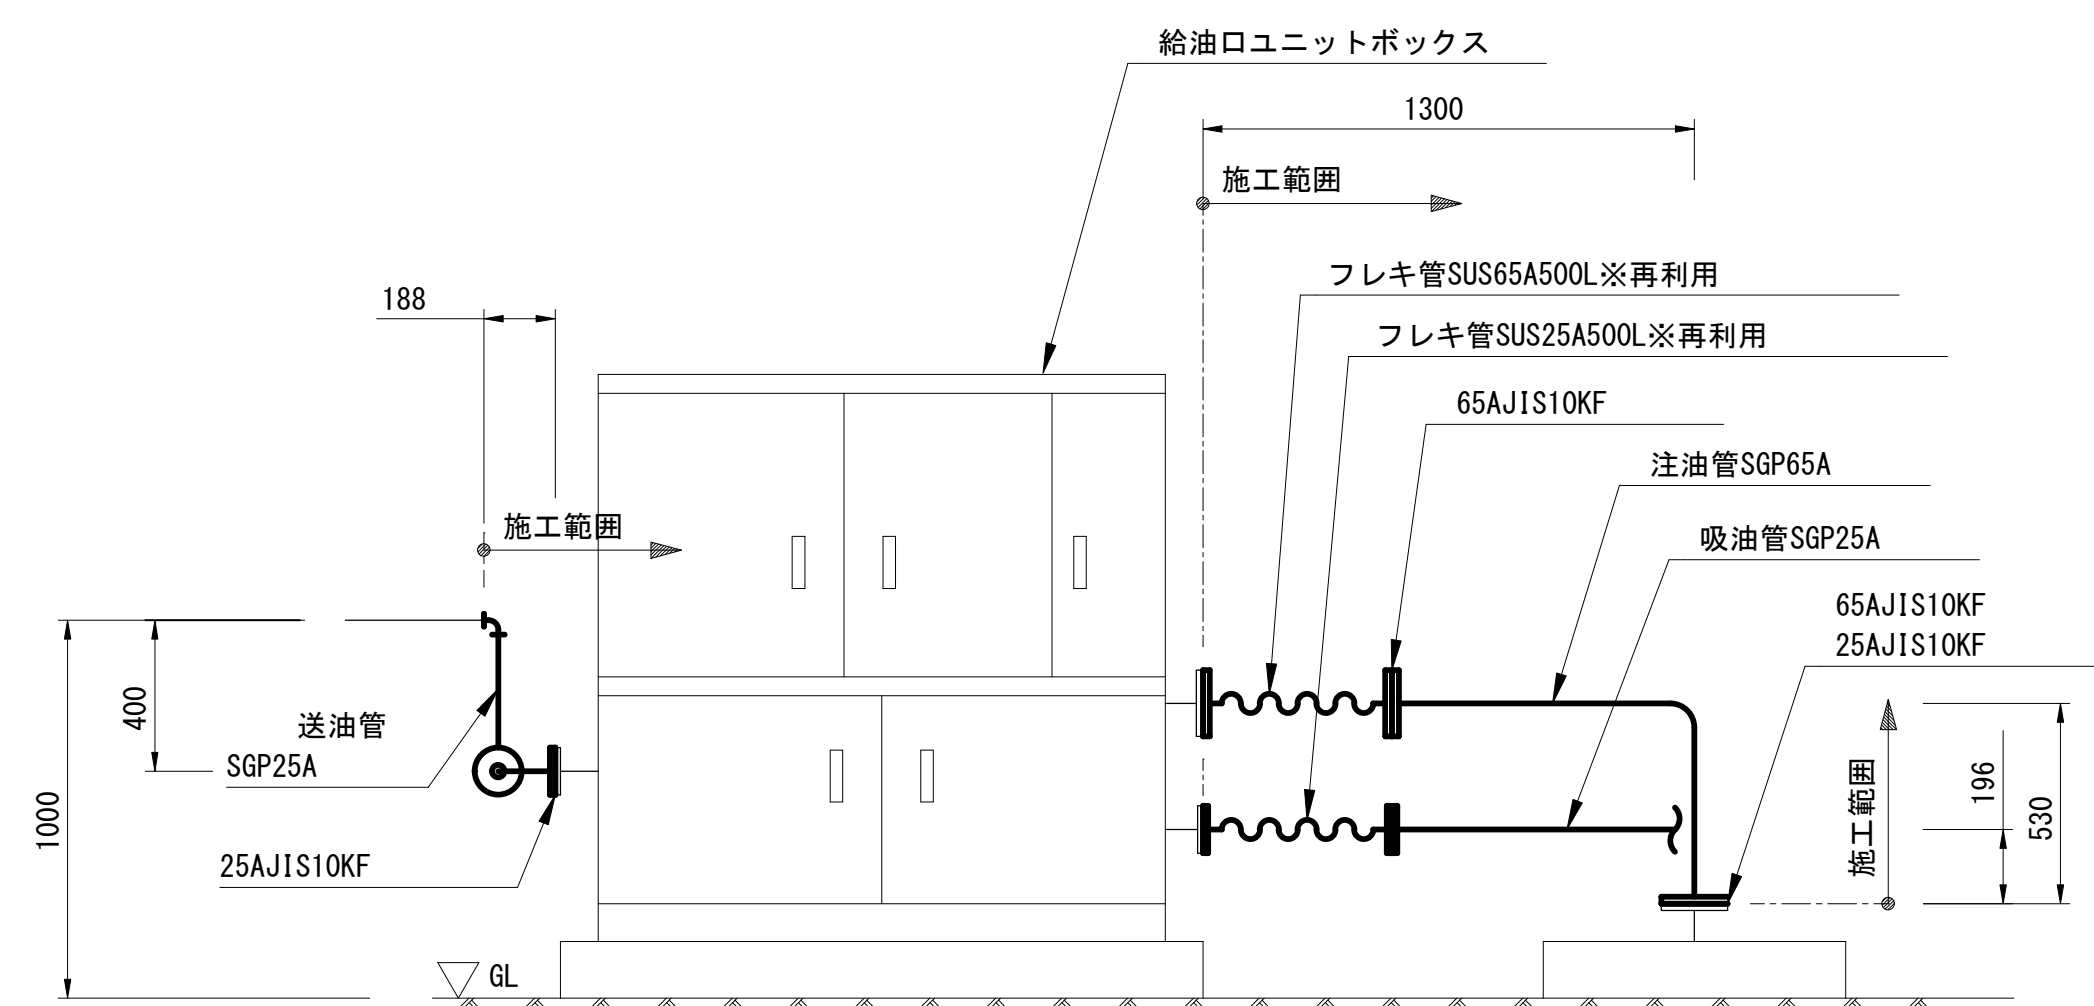 給油口ユニットボックス
1300
施工範囲
フレキ管SUS65A500L※再利用
188
フレキ管SUS25A500L※再利用
65AJIS10KF
注油管SGP65A
施工範囲
吸油管SGP25A
65AJIS10KF
25AJIS10KF
400
送油管
SGP25A
1000
施工範囲
196
530
25AJIS10KF
GL